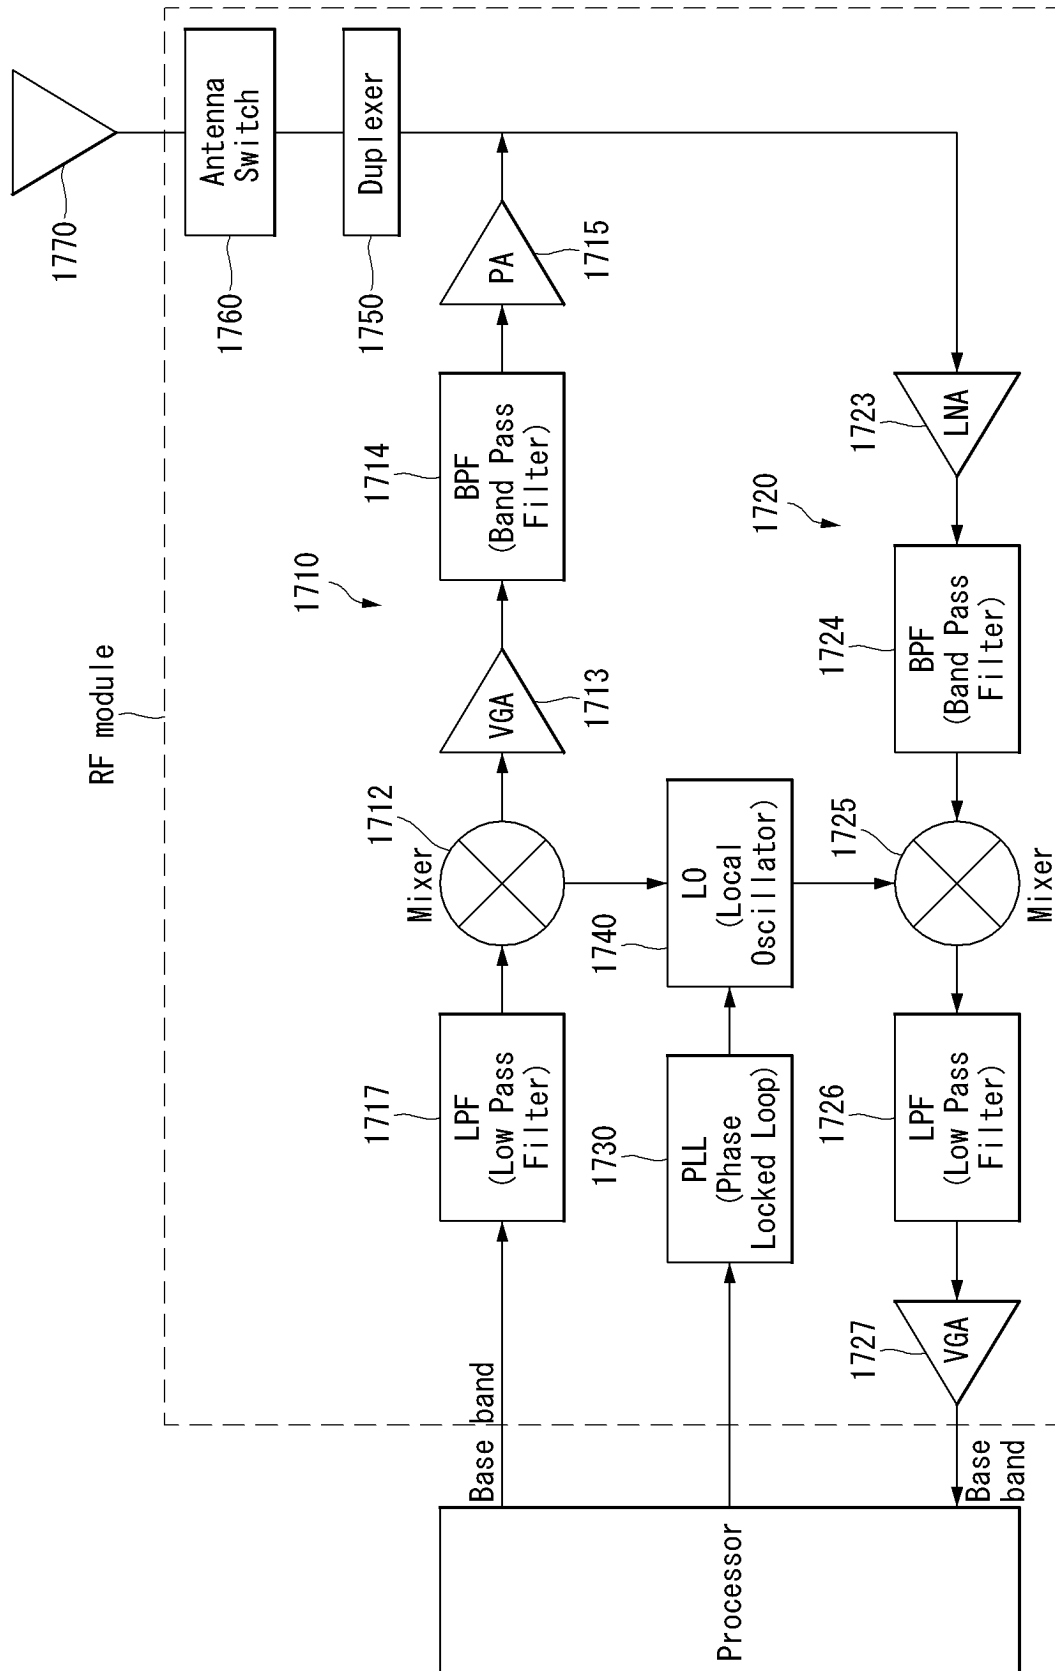 RF module
1770
1760
Antenna
Switch
1750
Duplexer
1710
Base band
1717
LPF
(Low Pass
Filter)
1712
Mixer
VGA
1713
1714
BPF
(Band Pass
Filter)
PA
1715
Processor
1730
PLL
(Phase
Locked Loop)
1740
LO
(Local
Oscillator)
1720
Base
band
1727
VGA
1726
LPF
(Low Pass
Filter)
1725
Mixer
1724
BPF
(Band Pass
Filter)
1723
LNA